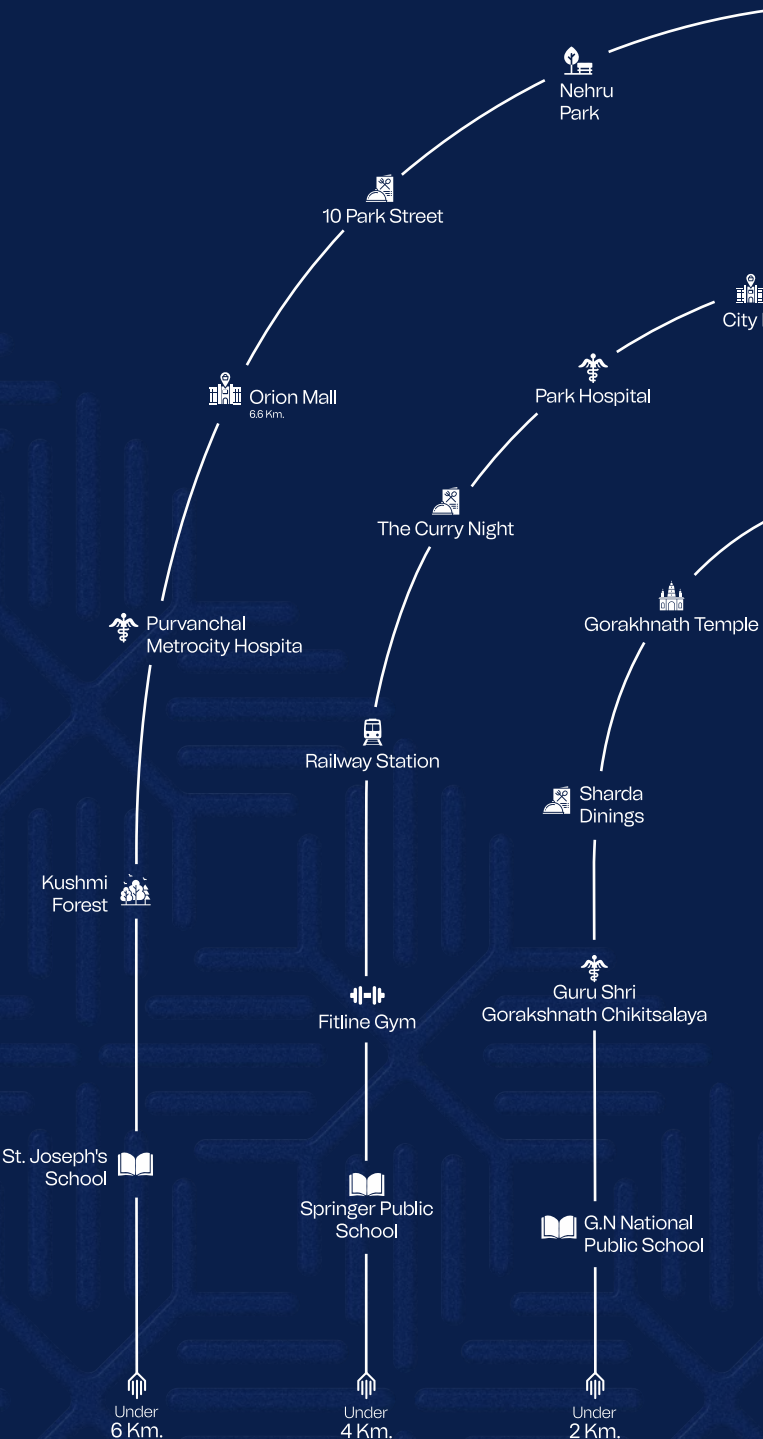 Nehru
Park
10 Park Street
City
Park Hospital
Orion Mall
6.6 Km.
The Curry Night
Gorakhnath Temple
Purvanchal
Metrocity Hospita
Railway Station
Sharda
Dinings
Kushmi
Forest
Guru Shri
Gorakshnath Chikitsalaya
Fitline Gym
St. Joseph's
School
Springer Public
School
G.N National
Public School
Under
6 Km.
Under
4 Km.
Under
2 Km.